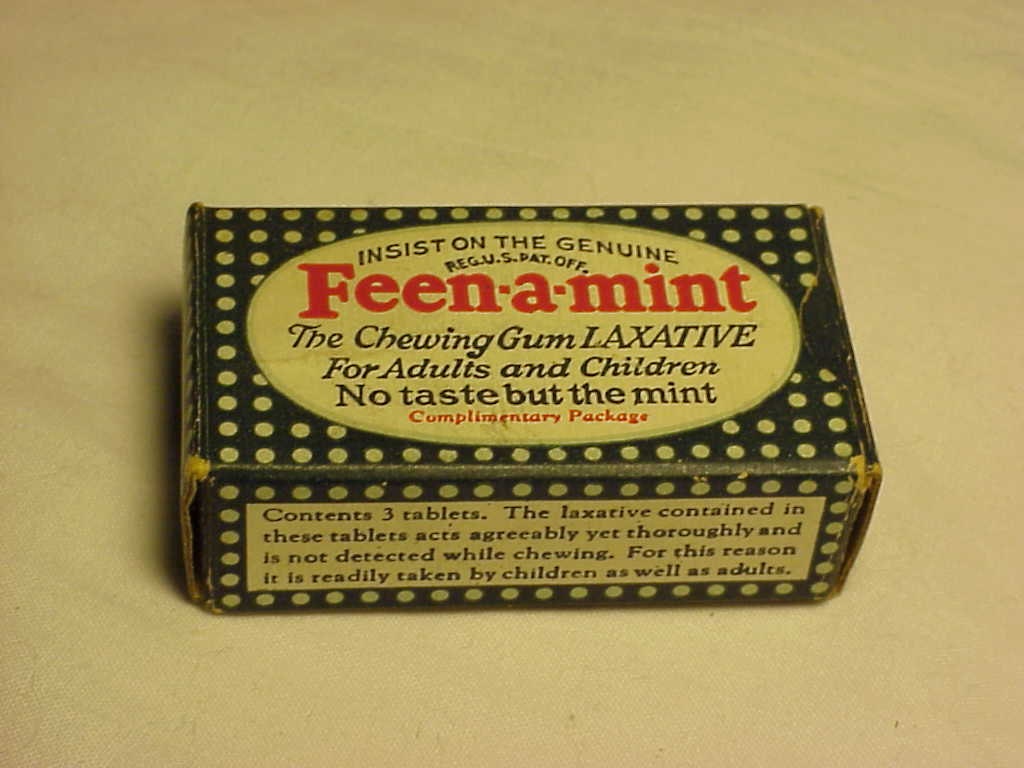 INSIST ON THE GENUINE
REG.U.S.PAT.OFF.
Feen-a-mint
The Chewing Gum LAXATIVE
For Adults and Children
No taste but the mint
Complimentary Package
Contents 3 tablets. The laxative contained in
these tablets acts agreeably yet thoroughly and
is not detected while chewing. For this reason
it is readily taken by children as well as adults.